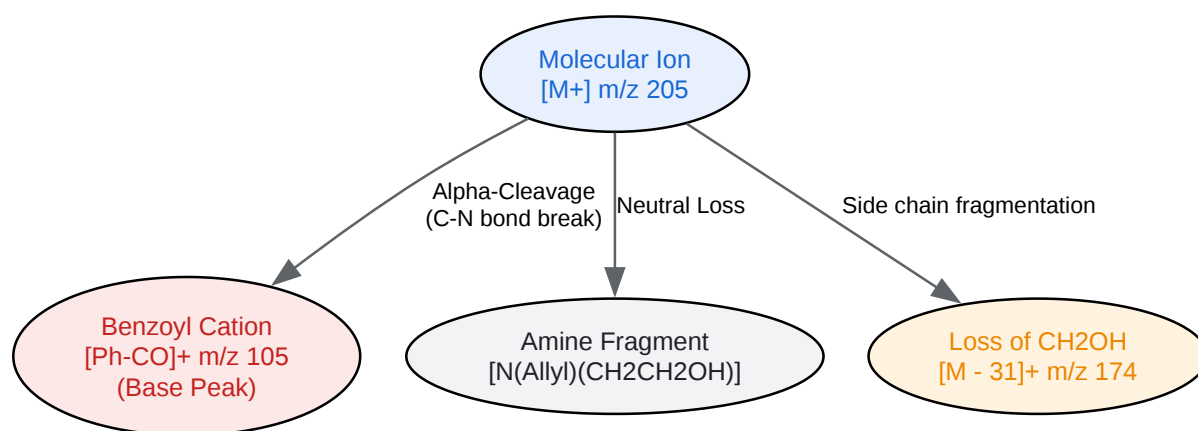 Molecular Ion
[M+] m/z 205
Alpha-Cleavage
(C-N bond break)
Neutral Loss
Side chain fragmentation
Benzoyl Cation
[Ph-CO]+ m/z 105
(Base Peak)
Amine Fragment
[N(Allyl)(CH2CH2OH)]
Loss of CH2OH
[M - 31]+ m/z 174